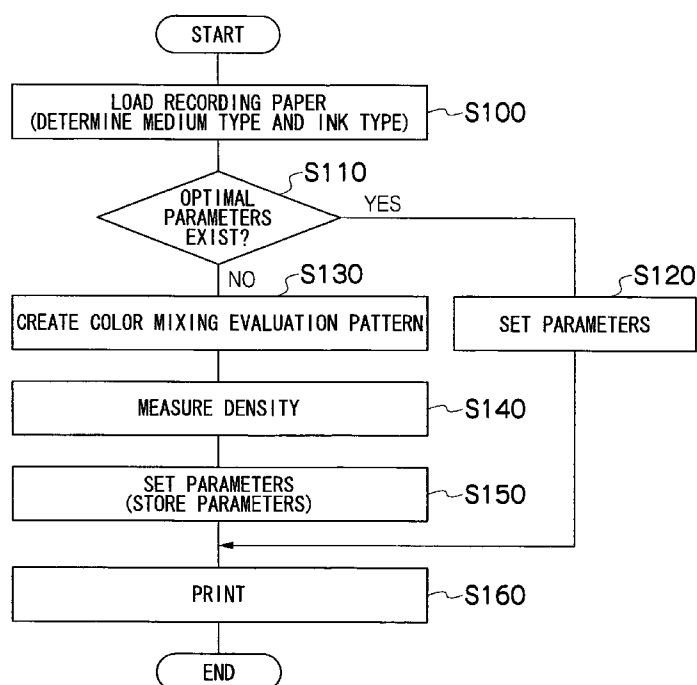 START
LOAD RECORDING PAPER
(DETERMINE MEDIUM TYPE AND INK TYPE)
S100
S110
OPTIMAL
PARAMETERS
EXIST?
YES
NO
S130
CREATE COLOR MIXING EVALUATION PATTERN
S120
SET PARAMETERS
MEASURE DENSITY
S140
SET PARAMETERS
(STORE PARAMETERS)
S150
PRINT
S160
END